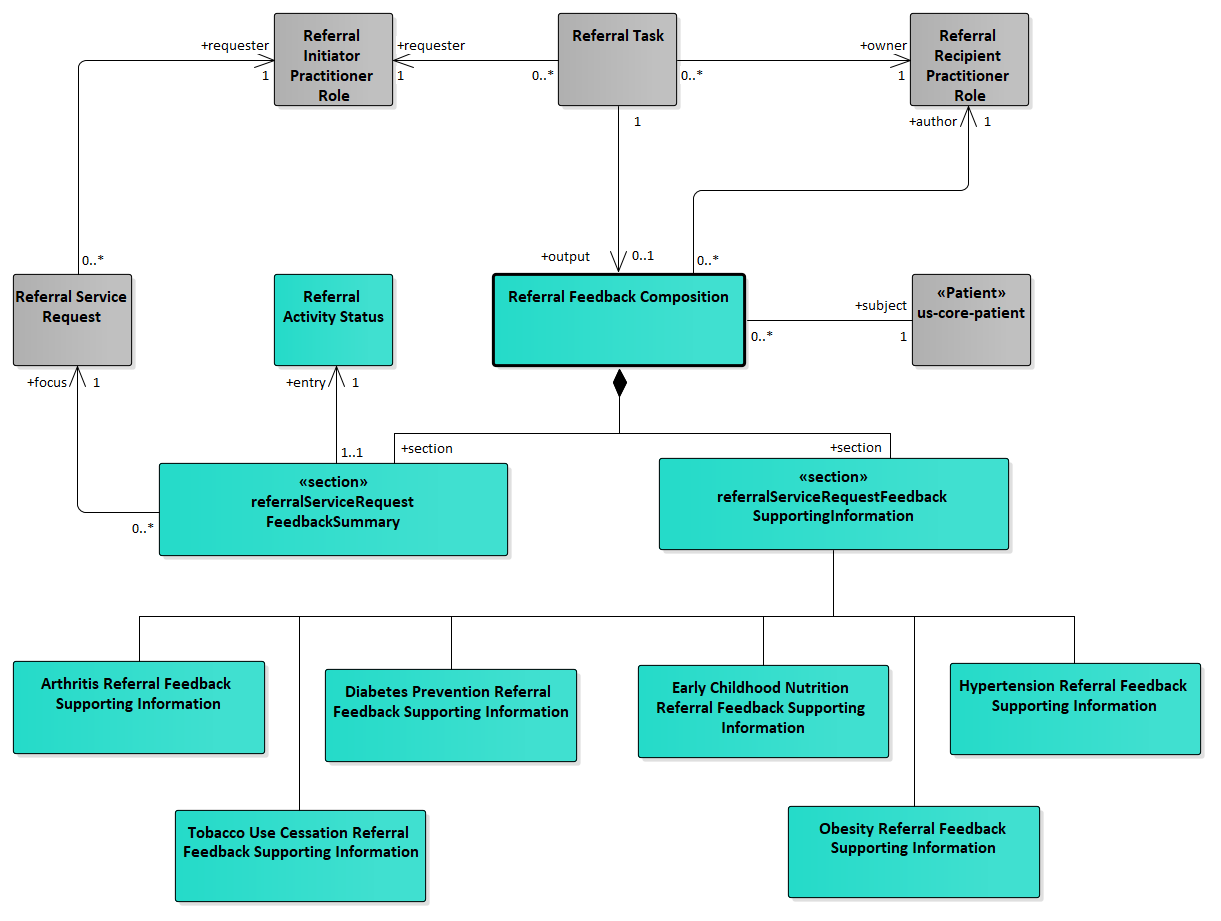 Referral
Initiator
Practitioner
Role
Referral Task
Referral
Recipient
Practitioner
Role
+requester
1
+requester
1
0..*
0..*
+owner
1
1
+author
1
+output
0..1
0..*
0..*
Referral Service
Request
Referral
Activity Status
Referral Feedback Composition
«Patient»
us-core-patient
+subject
0..*
1
+focus
1
+entry
1
1..1
+section
+section
0..*
«section»
referralServiceRequest
FeedbackSummary
«section»
referralServiceRequestFeedback
SupportingInformation
Arthritis Referral Feedback
Supporting Information
Diabetes Prevention Referral
Feedback Supporting Information
Early Childhood Nutrition
Referral Feedback Supporting
Information
Hypertension Referral Feedback
Supporting Information
Tobacco Use Cessation Referral
Feedback Supporting Information
Obesity Referral Feedback
Supporting Information